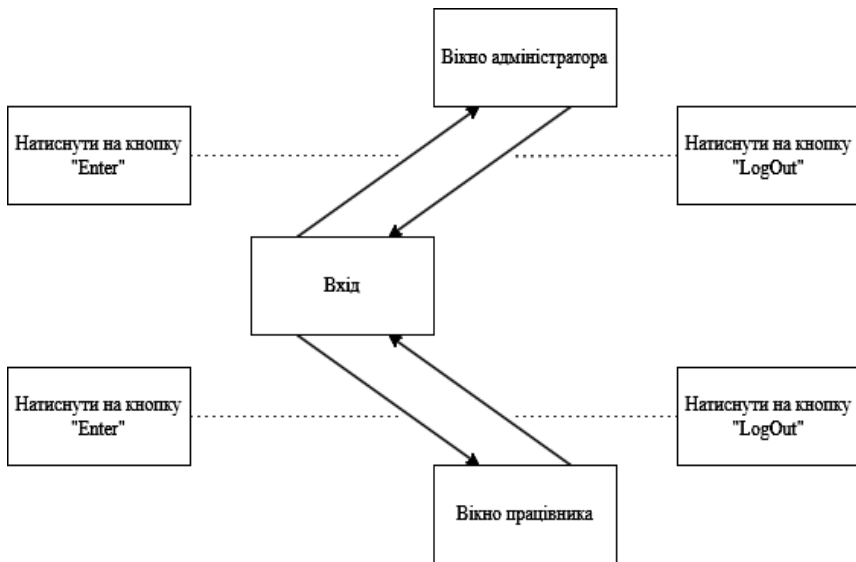 Вікно адміністратора
Натиснути на кнопку
"Enter"
Натиснути на кнопку
"LogOut"
Вхід
Натиснути на кнопку
"Enter"
Натиснути на кнопку
"LogOut"
Вікно працівника